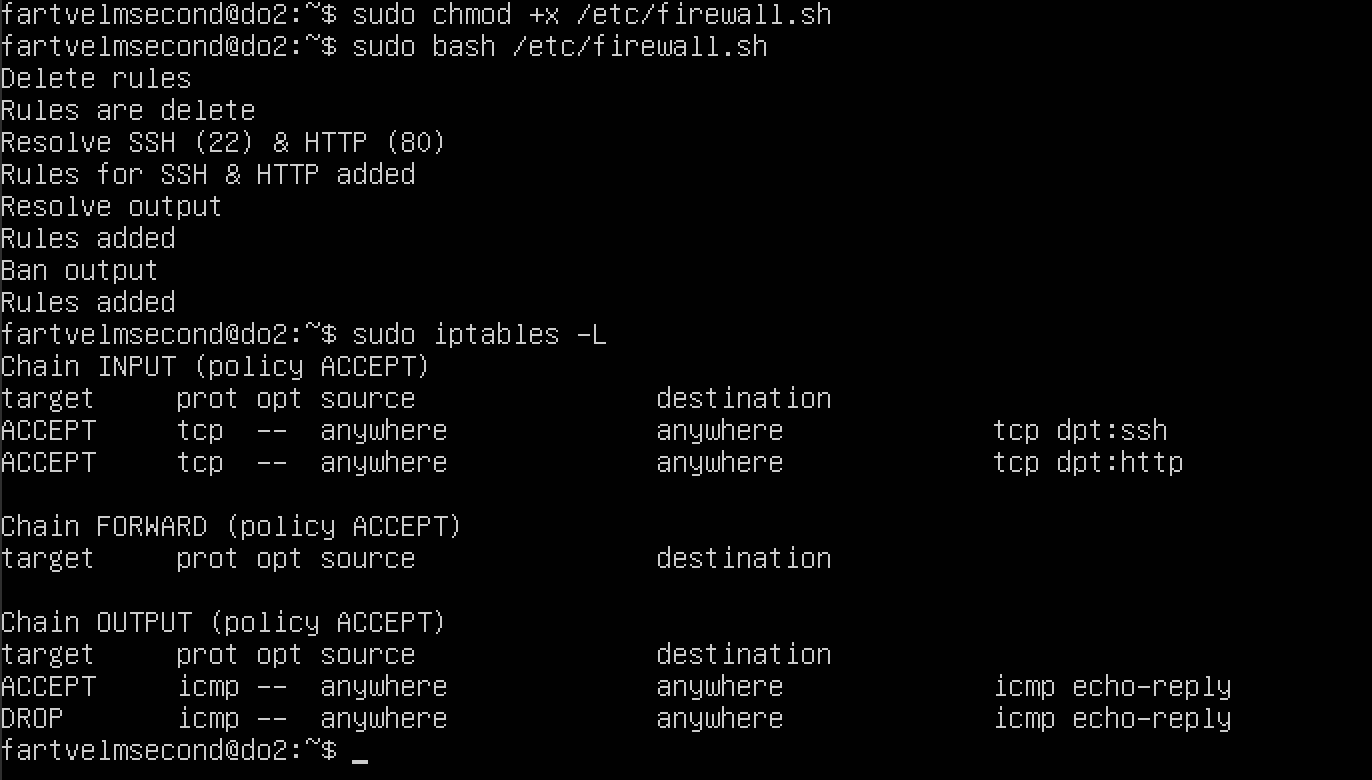 fartvelmsecond@do2:~$ sudo chmod +x /etc/firewall.sh
fartvelmsecond@do2:~$ sudo bash /etc/firewall.sh
Delete rules
Rules are delete
Resolve SSH (22) & HTTP (80)
Rules for SSH & HTTP added
Resolve output
Rules added
Ban output
Rules added
fartvelmsecond@do2:~$ sudo iptables -L
Chain INPUT (policy ACCEPT)
target     prot opt source               destination
ACCEPT     tcp  --  anywhere             anywhere             tcp dpt:ssh
ACCEPT     tcp  --  anywhere             anywhere             tcp dpt:http

Chain FORWARD (policy ACCEPT)
target     prot opt source               destination

Chain OUTPUT (policy ACCEPT)
target     prot opt source               destination
ACCEPT     icmp --  anywhere             anywhere             icmp echo-reply
DROP       icmp --  anywhere             anywhere             icmp echo-reply
fartvelmsecond@do2:~$ _